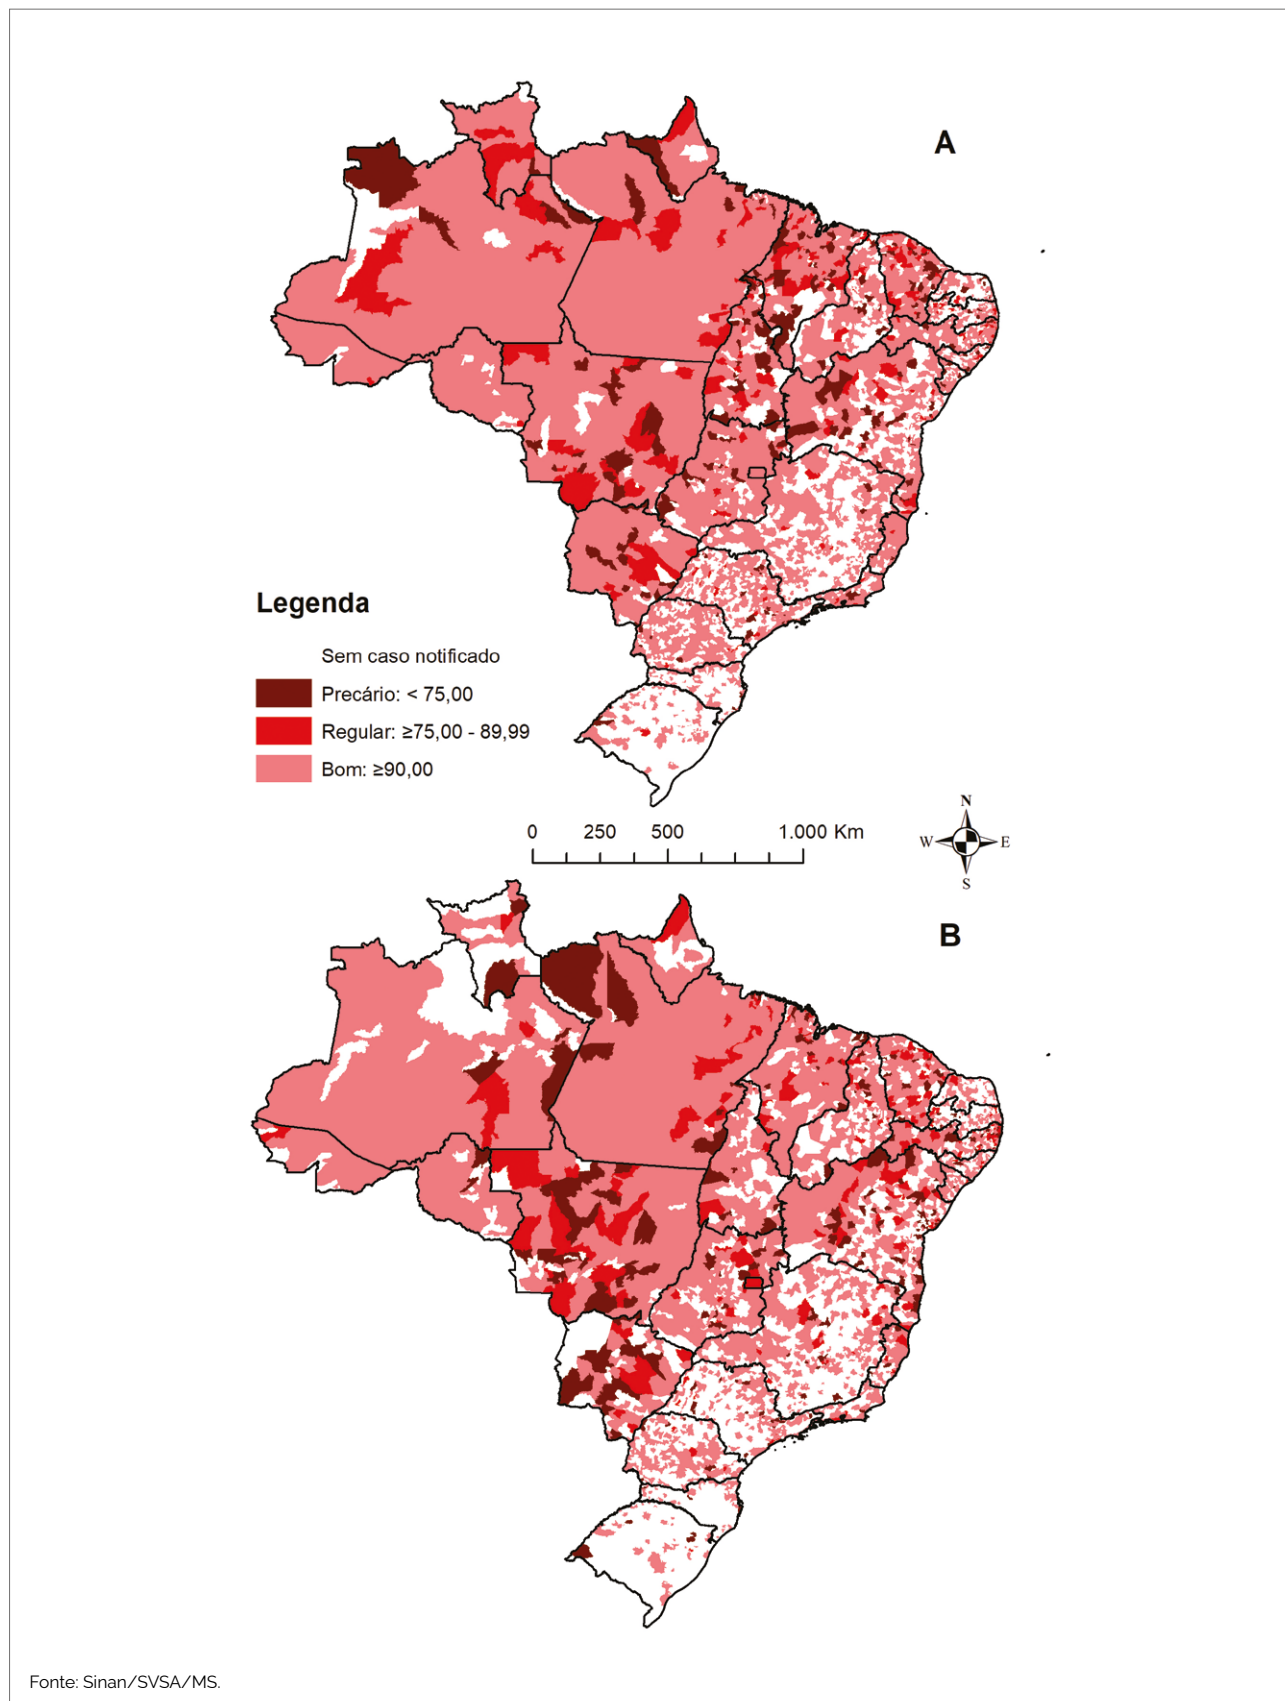 A
Legenda
Sem caso notificado
Precário: < 75,00
Regular: ≥75,00 - 89,99
Bom: ≥90,00
0 250 500 1.000 Km
N
W E
S
B
Fonte: Sinan/SVSA/MS.